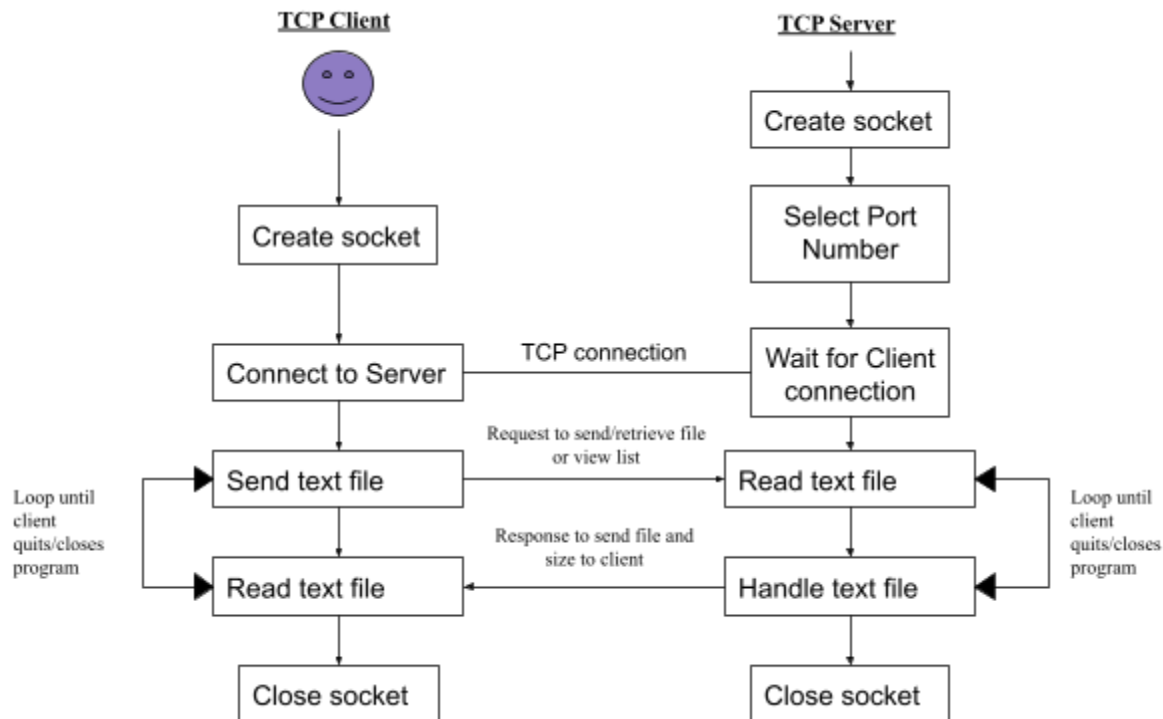 TCP Client
TCP Server
Create socket
Create socket
Select Port
Number
Connect to Server
TCP connection
Wait for Client
connection
Request to send/retrieve file
or view list
Send text file
Read text file
Loop until
client
quits/closes
program
Loop until
client
quits/closes
program
Response to send file and
size to client
Read text file
Handle text file
Close socket
Close socket